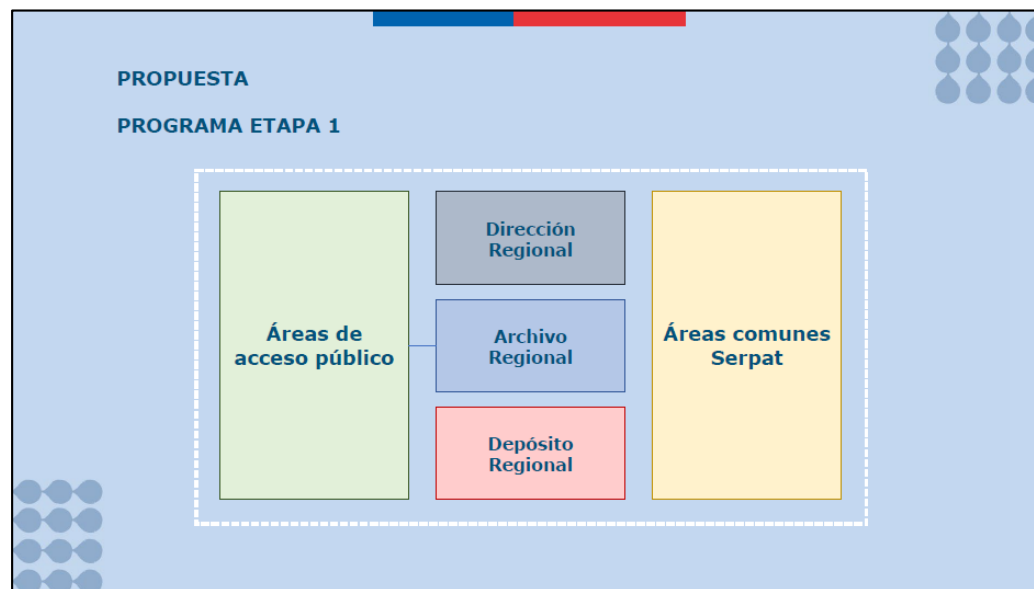 PROPUESTA
PROGRAMA ETAPA 1
Áreas de
acceso público
Dirección
Regional
Archivo
Regional
Depósito
Regional
Áreas comunes
Serpat